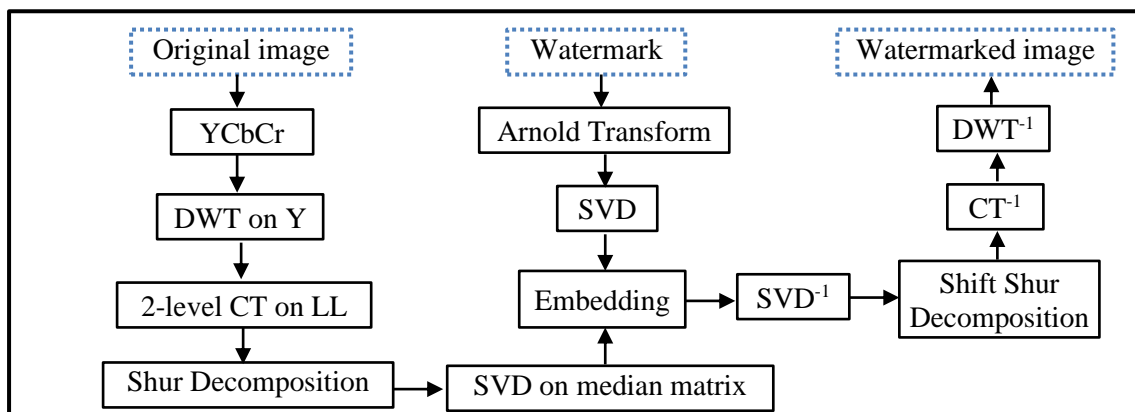 Original image
YCbCr
DWT on Y
2-level CT on LL
Shur Decomposition
SVD on median matrix
Watermark
Arnold Transform
SVD
Embedding
SVD⁻¹
Shift Shur
Decomposition
CT⁻¹
DWT⁻¹
Watermarked image